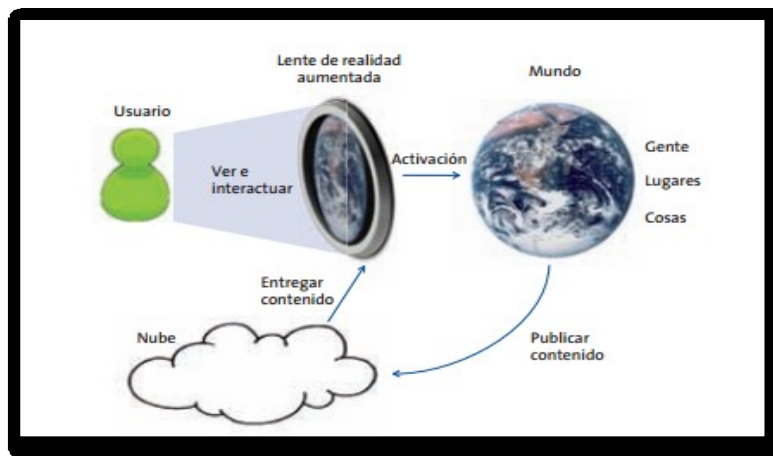 Lente de realidad
aumentada
Mundo
Usuario
Ver e
interactuar
Activación
Gente
Lugares
Cosas
Entregar
contenido
Nube
Publicar
contenido